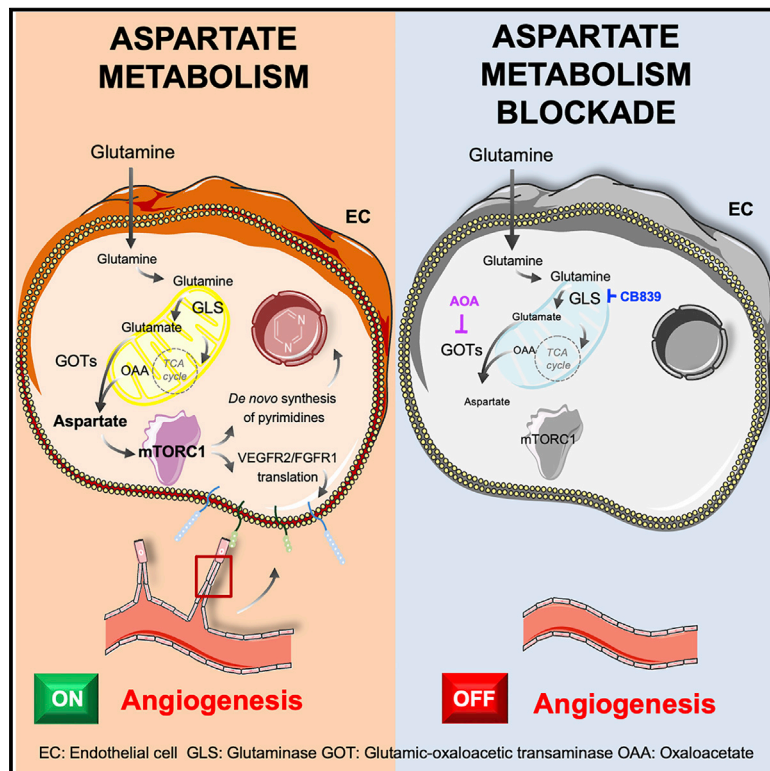 ASPARTATE
METABOLISM
Glutamine
EC
Glutamine
Glutamine
GLS
Glutamate
GOTs
OAA
TCA
cycle
N
N
Aspartate
De novo synthesis
of pyrimidines
mTORC1
VEGFR2/FGFR1
translation
ON
Angiogenesis
ASPARTATE
METABOLISM
BLOCKADE
Glutamine
EC
Glutamine
Glutamine
GLS
CB839
AOA
Glutamate
GOTs
OAA
TCA
cycle
Aspartate
mTORC1
OFF
Angiogenesis
EC: Endothelial cell GLS: Glutaminase GOT: Glutamic-oxaloacetic transaminase OAA: Oxaloacetate